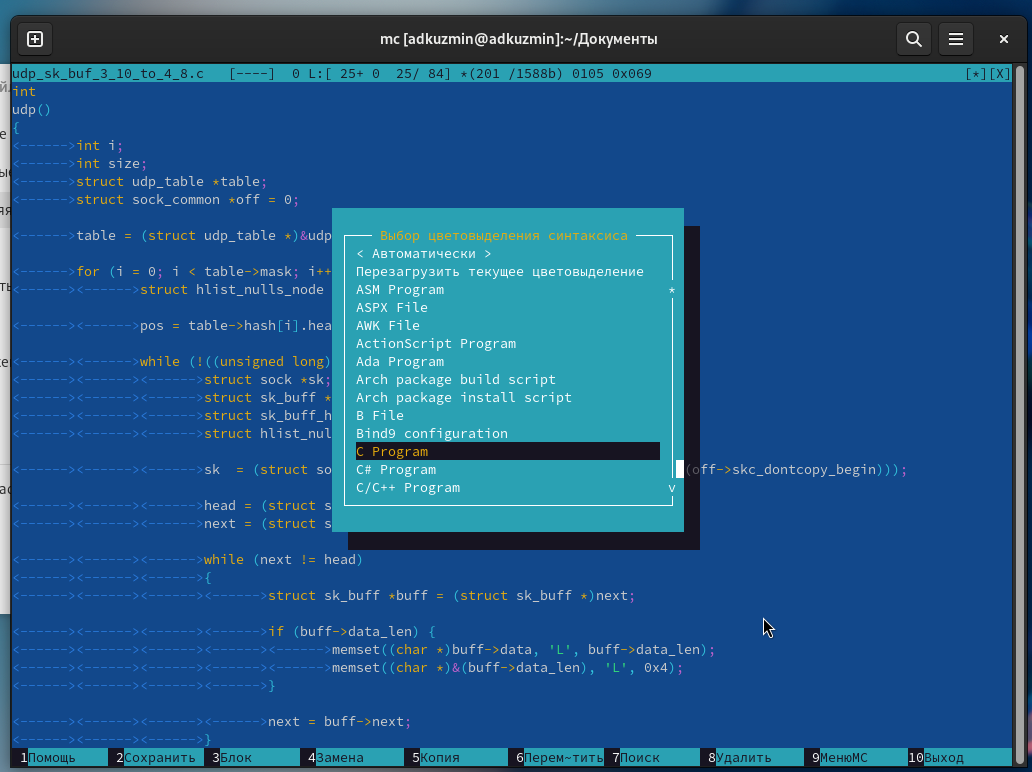 mc [adkuzmin@adkuzmin]:~/Документы
udp_sk_buf_3_10_to_4_8.c [----] 0 L:[ 25+ 0 25/ 84] *(201 /1588b) 0105 0x069 [*][X]
int
udp()
{
<------>int i;
<------>int size;
<------>struct udp_table *table;
<------>struct sock_common *off = 0;
<------>table = (struct udp_table *)&udp
<------>for (i = 0; i < table->mask; i++
<------><------>struct hlist_nulls_node
<------><------>pos = table->hash[i].hea
<------><------>while (!((unsigned long)
<------><------><------>struct sock *sk;
<------><------><------>struct sk_buff *
<------><------><------>struct sk_buff_h
<------><------><------>struct hlist_nul
<------><------><------>sk = (struct so (off->skc_dontcopy_begin)));
<------><------><------>head = (struct s
<------><------><------>next = (struct s
<------><------><------>while (next != head)
<------><------><------>{
<------><------><------><------>struct sk_buff *buff = (struct sk_buff *)next;
<------><------><------><------>if (buff->data_len) {
<------><------><------><------><------>memset((char *)buff->data, 'L', buff->data_len);
<------><------><------><------><------>memset((char *)&(buff->data_len), 'L', 0x4);
<------><------><------><------>}
<------><------><------><------>next = buff->next;
<------><------><------>}
Выбор цветовыделения синтаксиса
< Автоматически >
Перезагрузить текущее цветовыделение
ASM Program
ASPX File
AWK File
ActionScript Program
Ada Program
Arch package build script
Arch package install script
B File
Bind9 configuration
C Program
C# Program
C/C++ Program
1Помощь 2Сохранить 3Блок 4Замена 5Копия 6Перем~тить 7Поиск 8Удалить 9МенюMC 10Выход